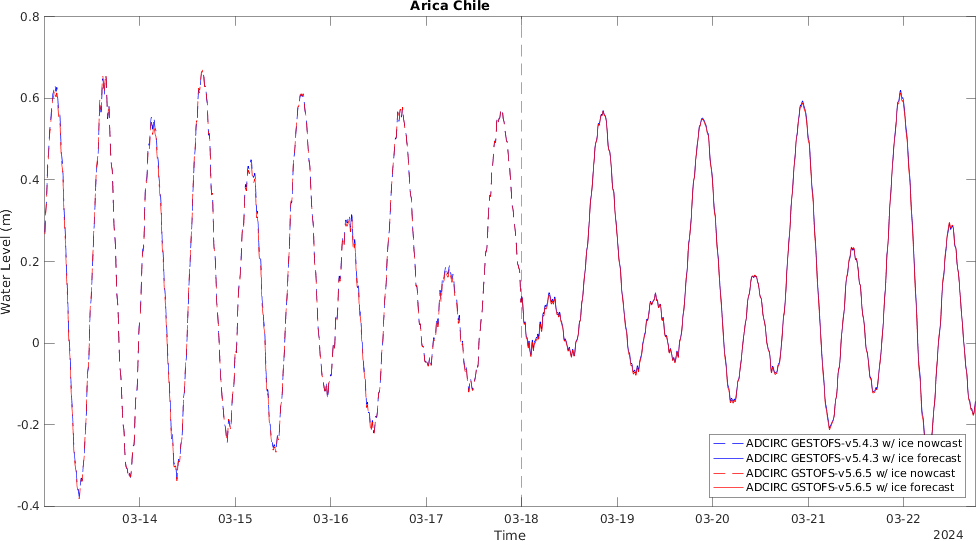 Arica Chile
0.8
0.6
0.4
0.2
0
-0.2
-0.4
Water Level (m)
03-14 03-15 03-16 03-17 03-18 03-19 03-20 03-21 03-22
Time
2024
ADCIRC GESTOFS-v5.4.3 w/ ice nowcast
ADCIRC GESTOFS-v5.4.3 w/ ice forecast
ADCIRC GSTOFS-v5.6.5 w/ ice nowcast
ADCIRC GSTOFS-v5.6.5 w/ ice forecast